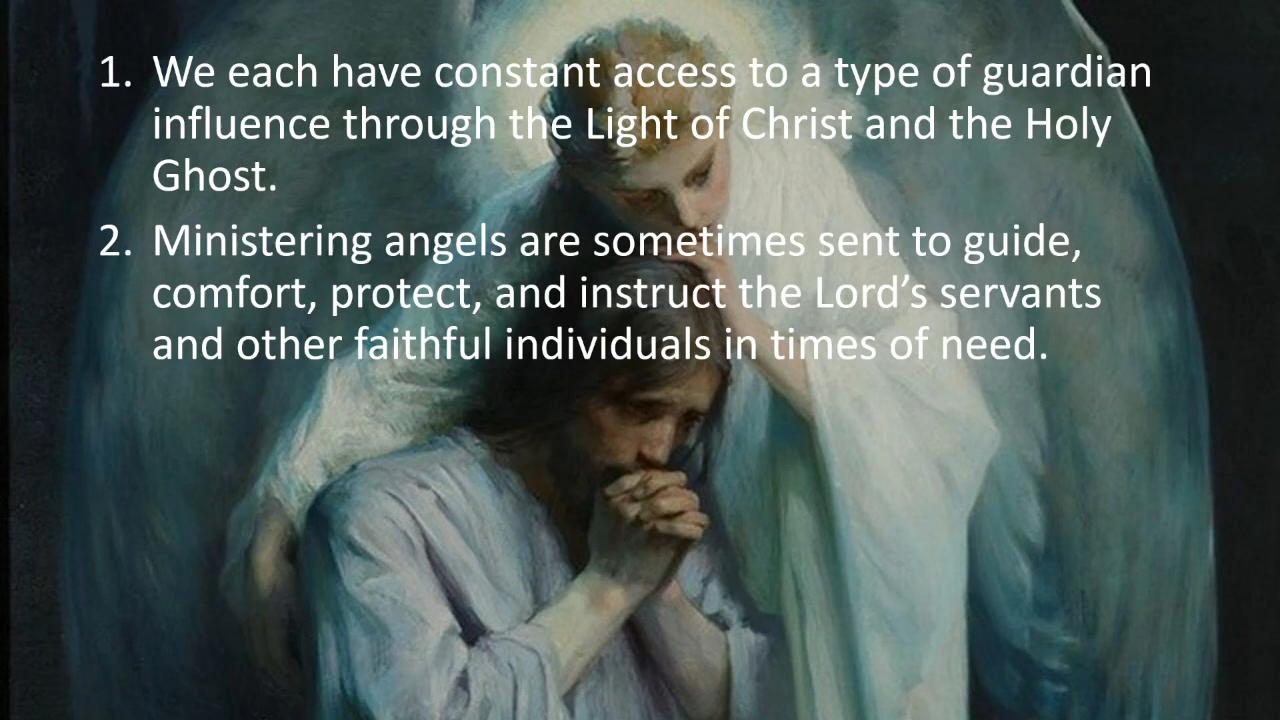 1. We each have constant access to a type of guardian
influence through the Light of Christ and the Holy
Ghost.
2. Ministering angels are sometimes sent to guide,
comfort, protect, and instruct the Lord’s servants
and other faithful individuals in times of need.